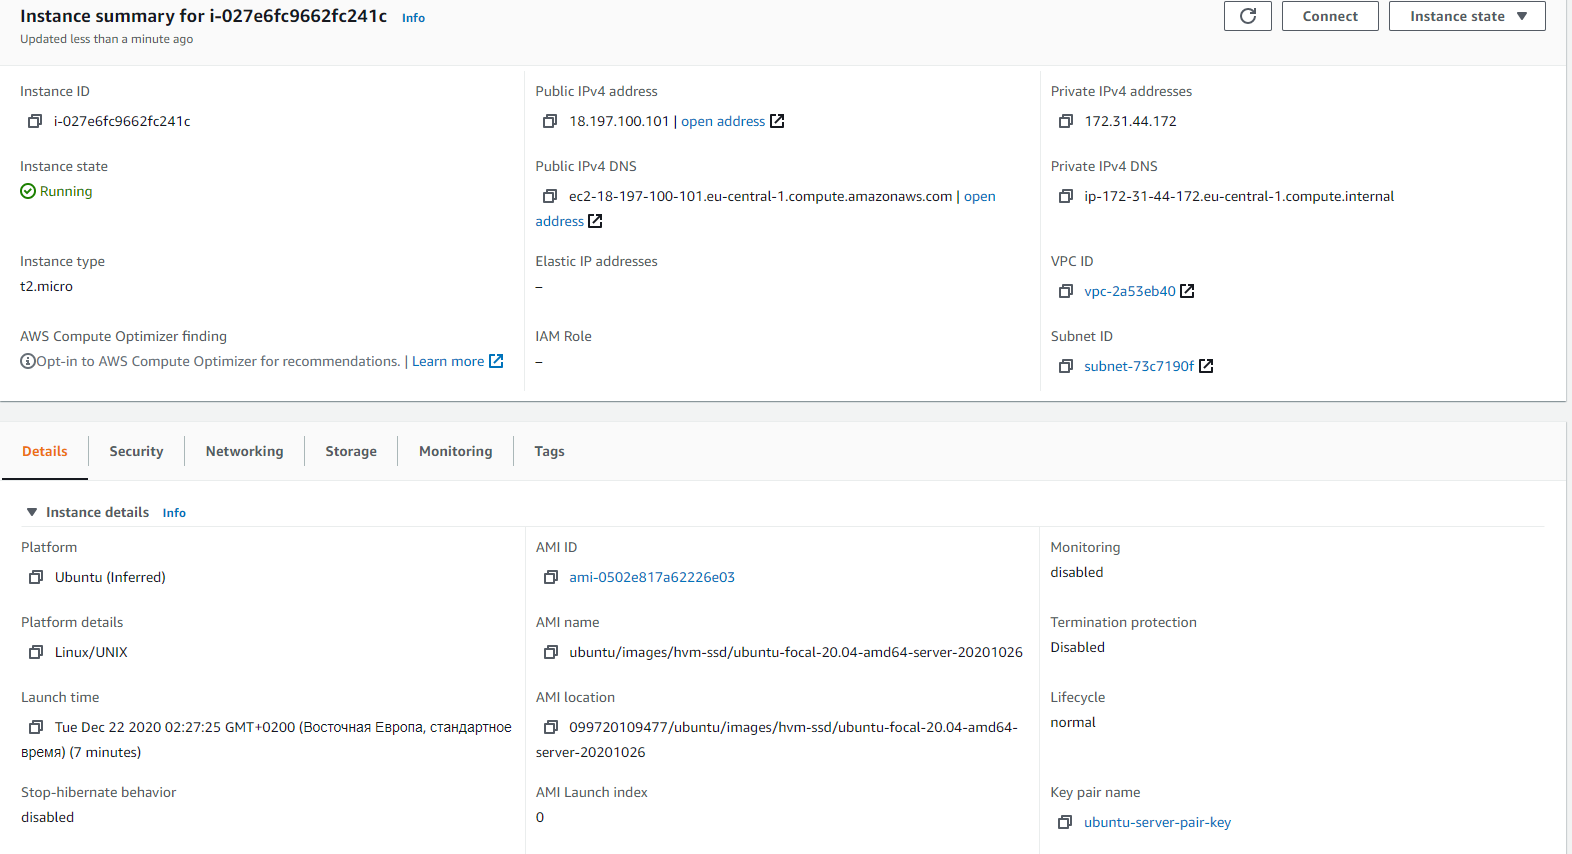 Instance summary for i-027e6fc9662fc241c Info
Updated less than a minute ago
Connect
Instance state
Instance ID
i-027e6fc9662fc241c
Public IPv4 address
18.197.100.101 | open address
Private IPv4 addresses
172.31.44.172
Instance state
Running
Public IPv4 DNS
ec2-18-197-100-101.eu-central-1.compute.amazonaws.com | open
address
Private IPv4 DNS
ip-172-31-44-172.eu-central-1.compute.internal
Instance type
t2.micro
Elastic IP addresses
–
VPC ID
vpc-2a53eb40
AWS Compute Optimizer finding
Opt-in to AWS Compute Optimizer for recommendations. | Learn more
IAM Role
–
Subnet ID
subnet-73c7190f
Details
Security
Networking
Storage
Monitoring
Tags
Instance details Info
Platform
Ubuntu (Inferred)
AMI ID
ami-0502e817a62226e03
Monitoring
disabled
Platform details
Linux/UNIX
AMI name
ubuntu/images/hvm-ssd/ubuntu-focal-20.04-amd64-server-20201026
Termination protection
Disabled
Launch time
Tue Dec 22 2020 02:27:25 GMT+0200 (Восточная Европа, стандартное
время) (7 minutes)
AMI location
099720109477/ubuntu/images/hvm-ssd/ubuntu-focal-20.04-amd64-
server-20201026
Lifecycle
normal
Stop-hibernate behavior
disabled
AMI Launch index
0
Key pair name
ubuntu-server-pair-key